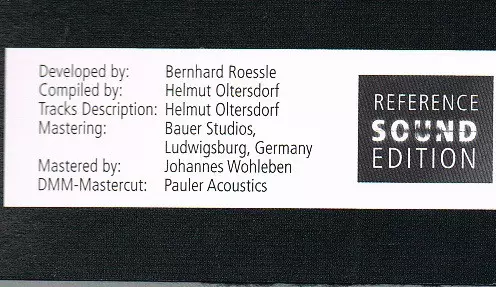 Developed by: Bernhard Roessle
Compiled by: Helmut Oltersdorf
Tracks Description: Helmut Oltersdorf
Mastering: Bauer Studios,
Ludwigsburg, Germany
Mastered by: Johannes Wohleben
DMM-Mastercut: Pauler Acoustics
REFERENCE
SOUND
EDITION